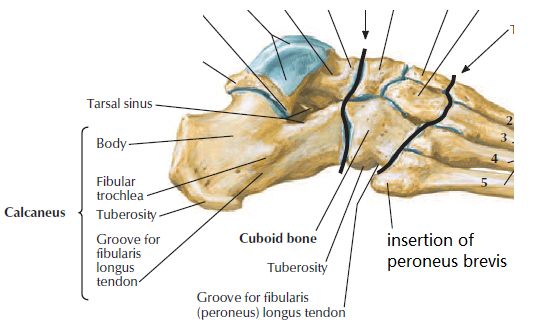 T
Tarsal sinus
Body
Fibular
trochlea
Calcaneus
Tuberosity
Groove for
fibularis
longus
tendon
Cuboid bone
Tuberosity
Groove for fibularis
(peroneus) longus tendon
insertion of
peroneus brevis
2
3
4
5